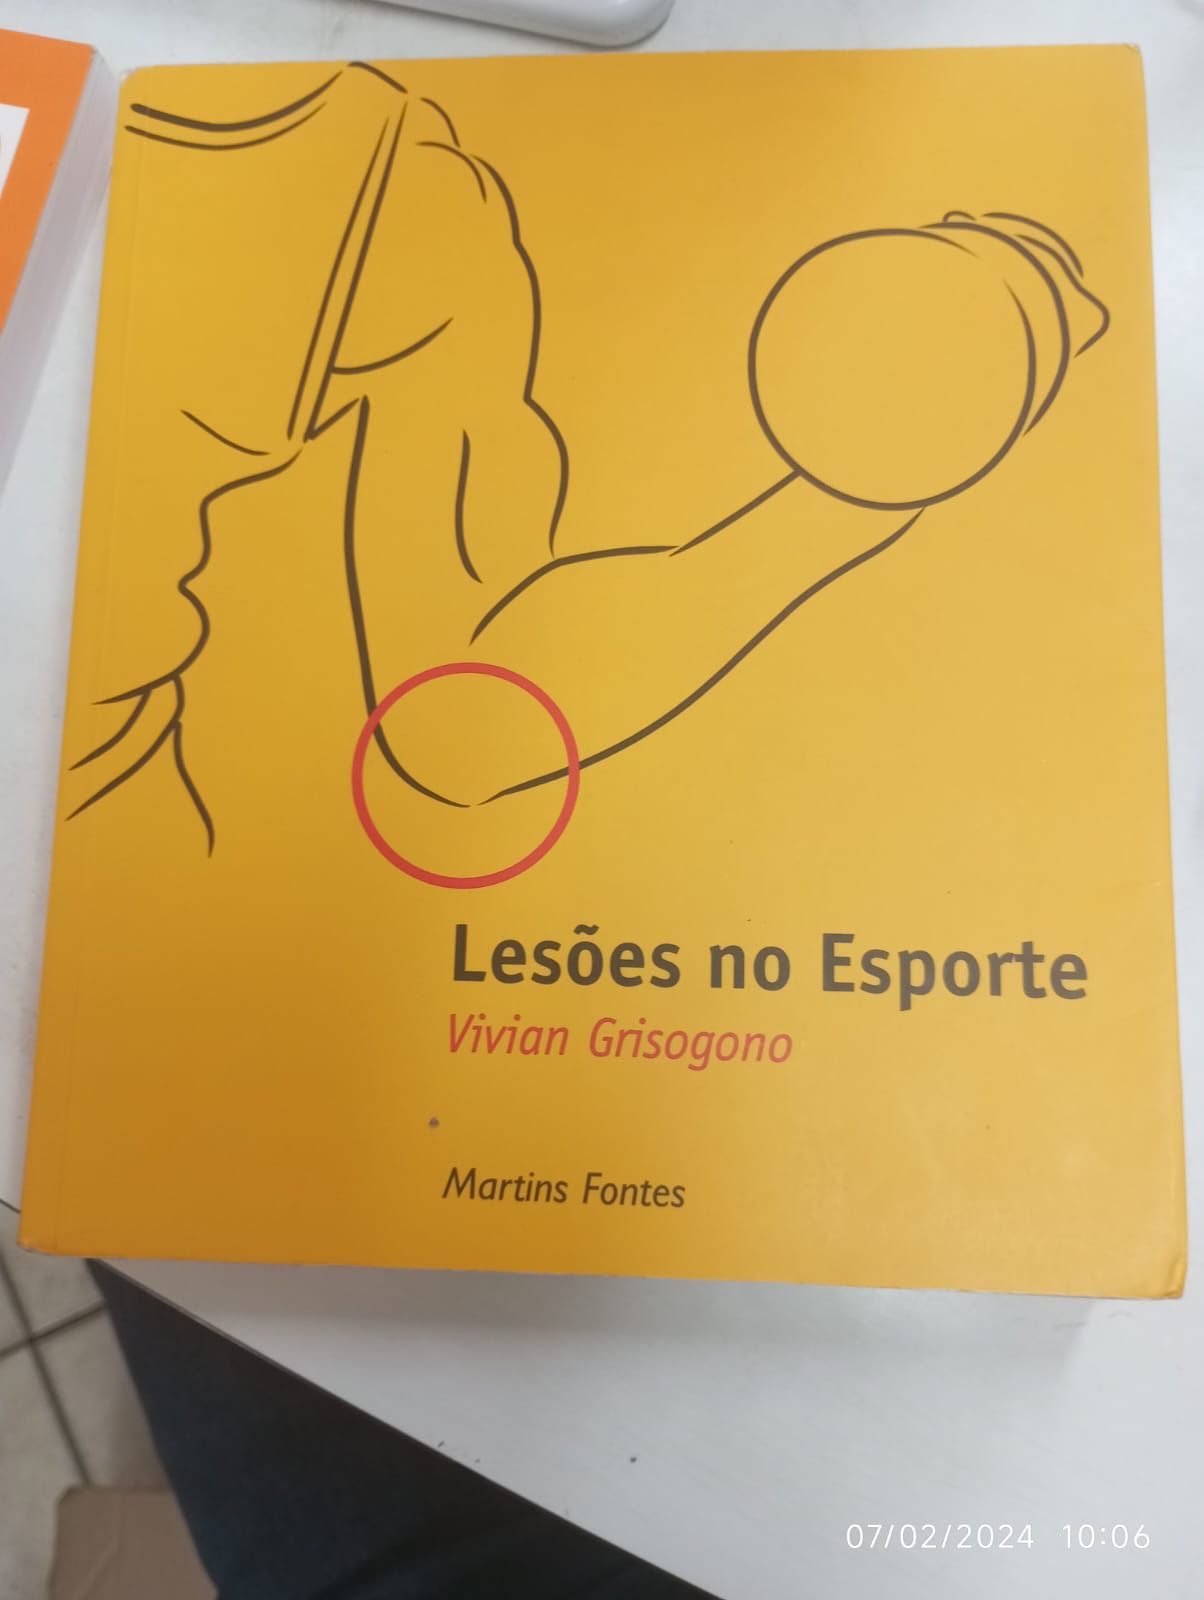 Lesões no Esporte
Vivian Grisogono
Martins Fontes
07/02/2024 10:06